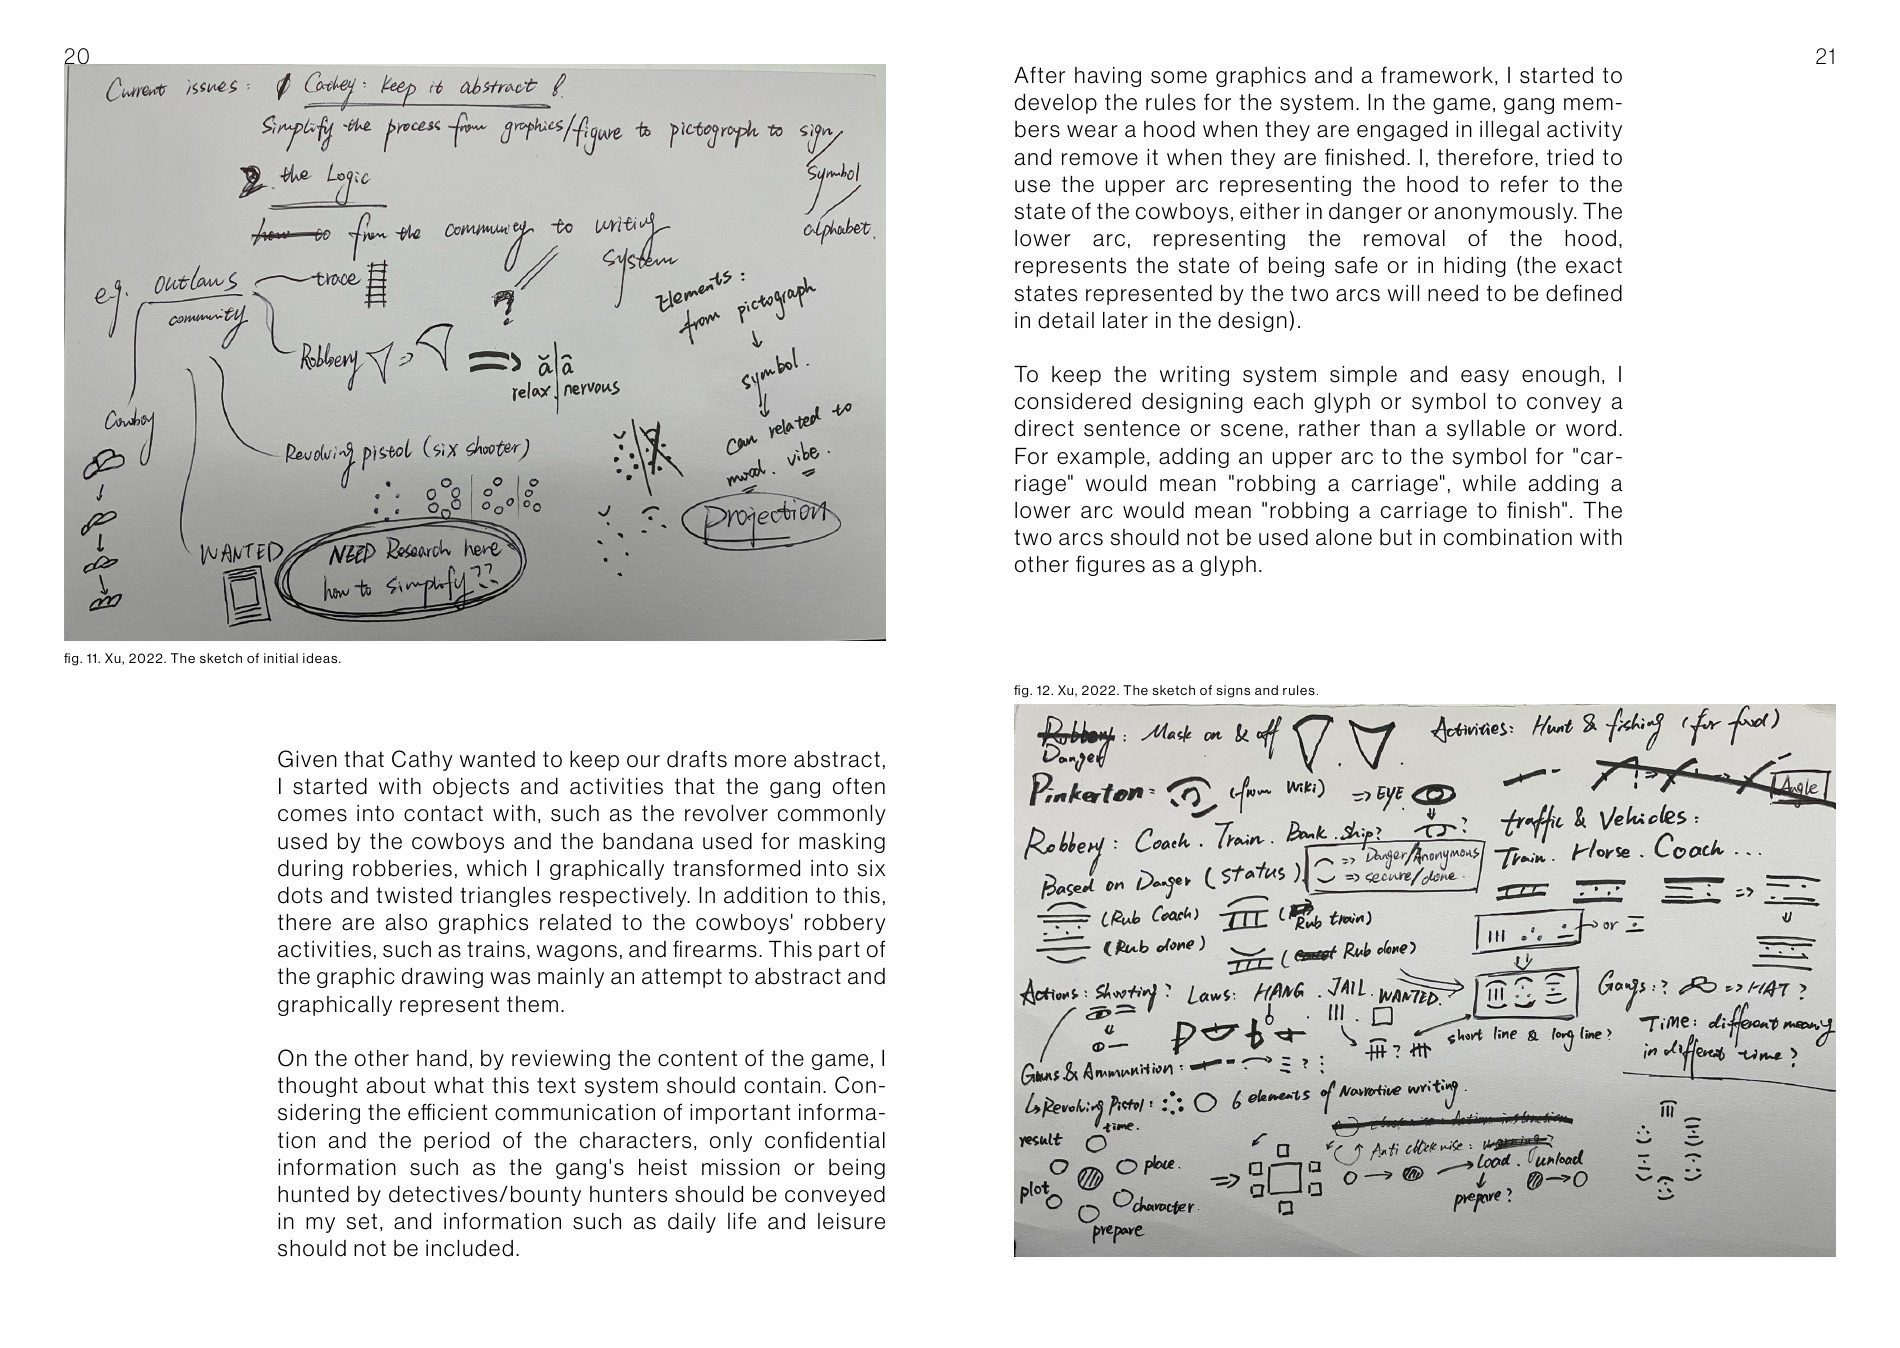 20
Current issues: 1 Cathey: Keep it abstract
Simplify the process from graphics/figure to pictograph to sign/
symbol
alphabet.
2. the Logic
how to from the community to writing
system
?
e.g. outlaws
community
trace
Robbery
ă | â
relax | nervous
Elements:
from pictograph
symbol.
can related to
mood. vibe.
Projection
Cowboy
Revolving pistol (six shooter)
WANTED
NEED Research here
how to simplify??
fig. 11. Xu, 2022. The sketch of initial ideas.
Given that Cathy wanted to keep our drafts more abstract,
I started with objects and activities that the gang often
comes into contact with, such as the revolver commonly
used by the cowboys and the bandana used for masking
during robberies, which I graphically transformed into six
dots and twisted triangles respectively. In addition to this,
there are also graphics related to the cowboys' robbery
activities, such as trains, wagons, and firearms. This part of
the graphic drawing was mainly an attempt to abstract and
graphically represent them.
On the other hand, by reviewing the content of the game, I
thought about what this text system should contain. Con-
sidering the efficient communication of important informa-
tion and the period of the characters, only confidential
information such as the gang's heist mission or being
hunted by detectives/bounty hunters should be conveyed
in my set, and information such as daily life and leisure
should not be included.
21
After having some graphics and a framework, I started to
develop the rules for the system. In the game, gang mem-
bers wear a hood when they are engaged in illegal activity
and remove it when they are finished. I, therefore, tried to
use the upper arc representing the hood to refer to the
state of the cowboys, either in danger or anonymously. The
lower arc, representing the removal of the hood,
represents the state of being safe or in hiding (the exact
states represented by the two arcs will need to be defined
in detail later in the design).
To keep the writing system simple and easy enough, I
considered designing each glyph or symbol to convey a
direct sentence or scene, rather than a syllable or word.
For example, adding an upper arc to the symbol for "car-
riage" would mean "robbing a carriage", while adding a
lower arc would mean "robbing a carriage to finish". The
two arcs should not be used alone but in combination with
other figures as a glyph.
fig. 12. Xu, 2022. The sketch of signs and rules.
Robbery: Mask on & off
Danger
Activities: Hunt & fishing (for food)
Angle
Pinkerton= (from Wiki) => EYE
?
traffic & Vehicles:
Train. Horse. Coach ...
Robbery: Coach. Train. Bank. Ship?
=> Danger/Anonymous
=> secure/done.
Based on Danger (status)
(Rub Coach)
(Rub train)
(Rub done)
(Rub done)
or
Actions: Shooting? Laws: HANG. JAIL. WANTED.
Gangs:? => HAT?
short line & long line?
Time: different meaning
in different time?
Guns & Ammunition:
Revolving Pistol: 6 elements of Narrative writing.
time.
result
place.
plot
character.
prepare
Anti clockwise:
Load. unload
prepare?